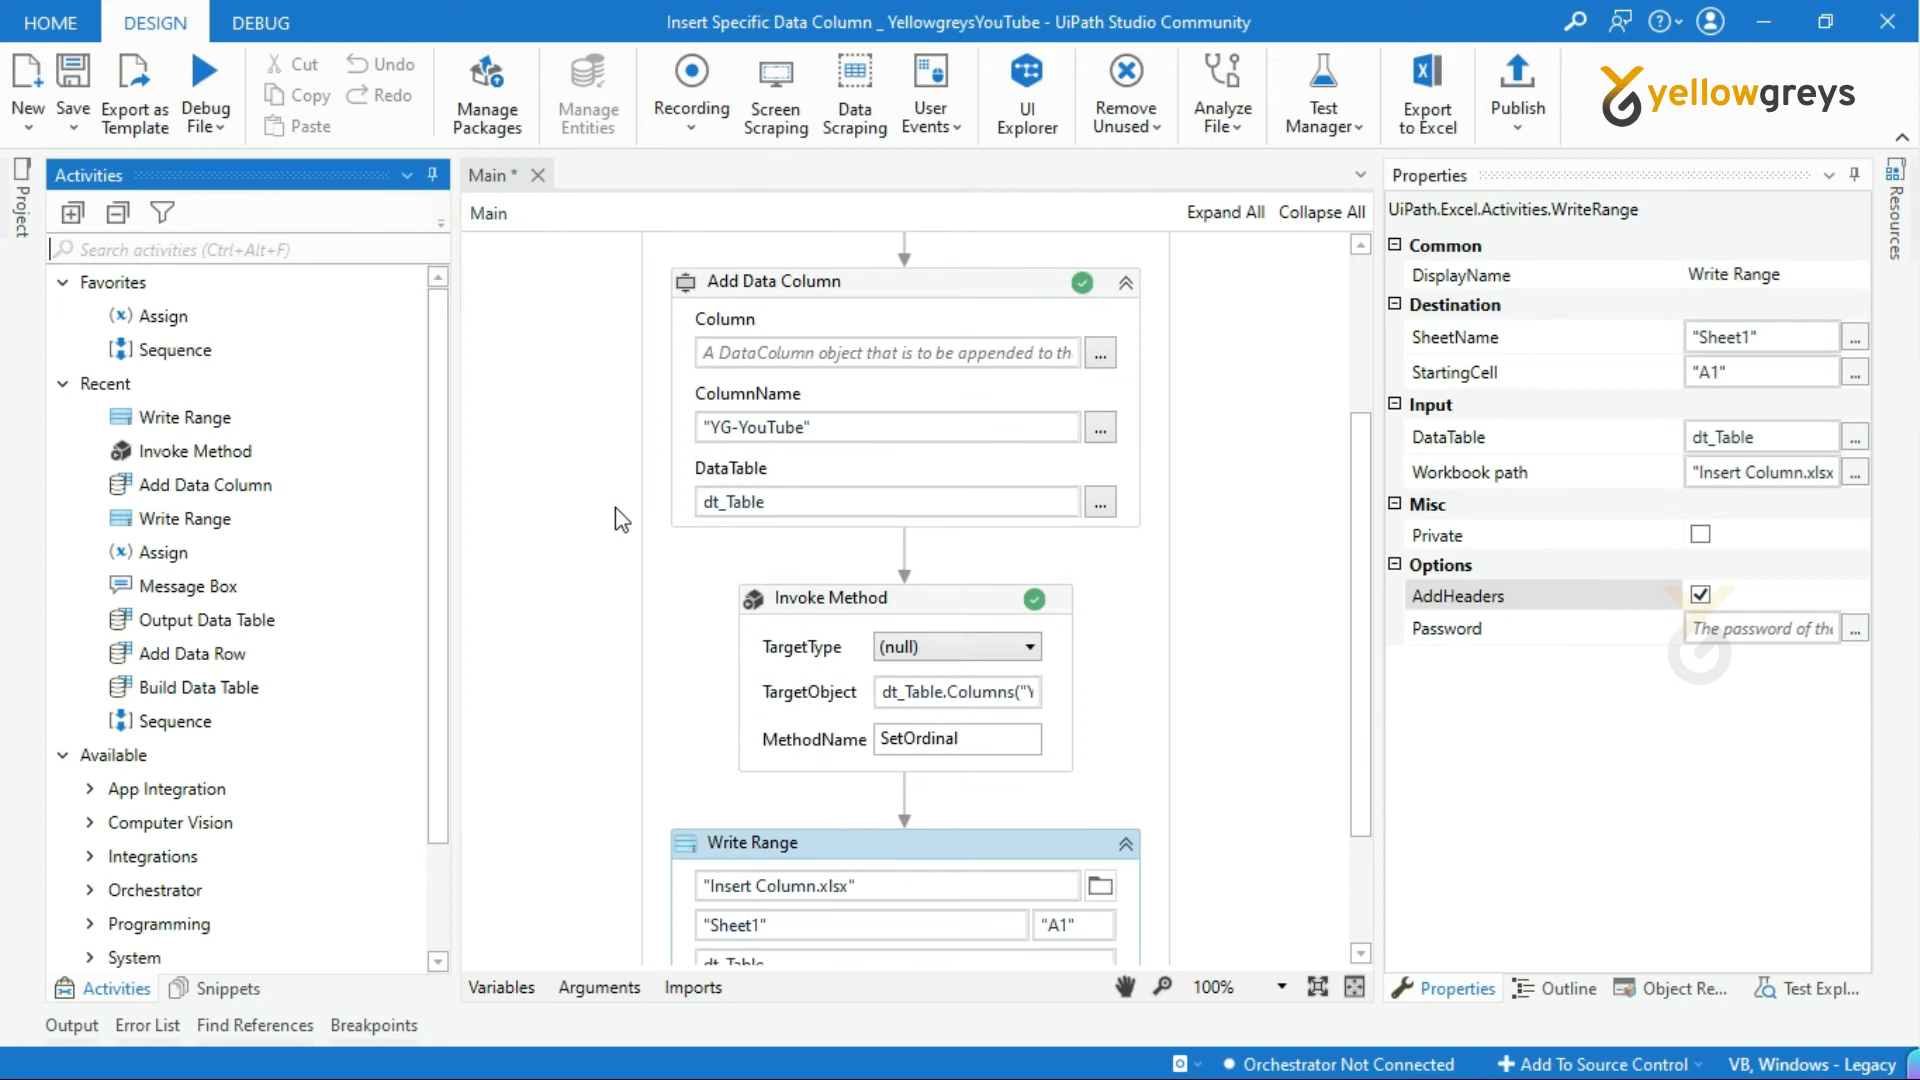 HOME
DESIGN
DEBUG
Insert Specific Data Column _ YellowgreysYouTube - UiPath Studio Community
New
Save
Export as Template
Debug File
Cut
Copy
Paste
Undo
Redo
Manage Packages
Manage Entities
Recording
Screen Scraping
Data Scraping
User Events
UI Explorer
Remove Unused
Analyze File
Test Manager
Export to Excel
Publish
yellowgreys
Project
Activities
Search activities (Ctrl+Alt+F)
Favorites
Assign
Sequence
Recent
Write Range
Invoke Method
Add Data Column
Write Range
Assign
Message Box
Output Data Table
Add Data Row
Build Data Table
Sequence
Available
App Integration
Computer Vision
Integrations
Orchestrator
Programming
System
Activities
Snippets
Main *
Main
Expand All
Collapse All
Add Data Column
Column
A DataColumn object that is to be appended to th
...
ColumnName
"YG-YouTube"
...
DataTable
dt_Table
...
Invoke Method
TargetType
(null)
TargetObject
dt_Table.Columns("Y
MethodName
SetOrdinal
Write Range
"Insert Column.xlsx"
"Sheet1"
"A1"
dt_Table
Variables
Arguments
Imports
100%
Properties
UiPath.Excel.Activities.WriteRange
Common
DisplayName
Write Range
Destination
SheetName
"Sheet1"
...
StartingCell
"A1"
...
Input
DataTable
dt_Table
...
Workbook path
"Insert Column.xlsx
...
Misc
Private
Options
AddHeaders
Password
The password of the
...
Resources
Properties
Outline
Object Re...
Test Expl...
Output
Error List
Find References
Breakpoints
Orchestrator Not Connected
Add To Source Control
VB, Windows - Legacy